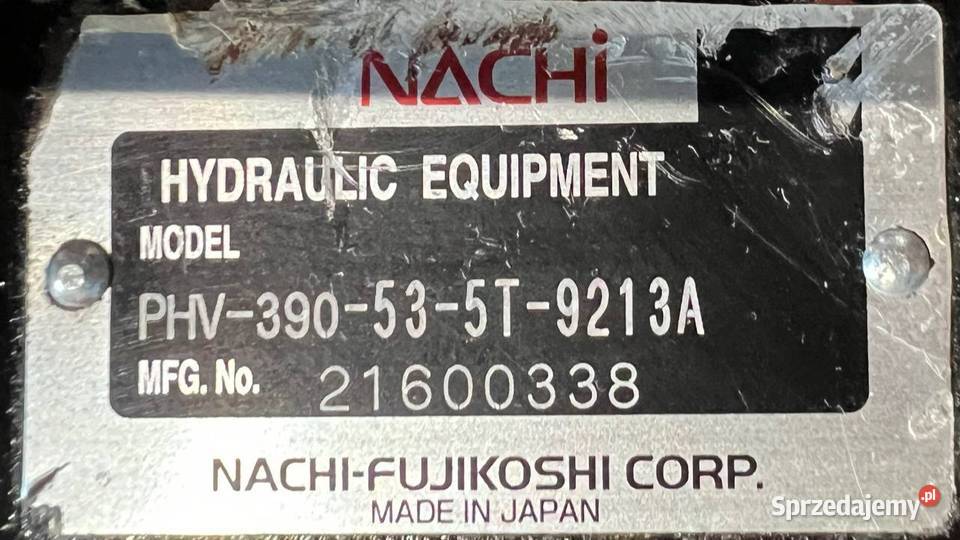 NACHi
HYDRAULIC EQUIPMENT
MODEL
PHV-390-53-5T-9213A
MFG. No. 21600338
NACHI-FUJIKOSHI CORP.
MADE IN JAPAN
Sprzedajemy.pl